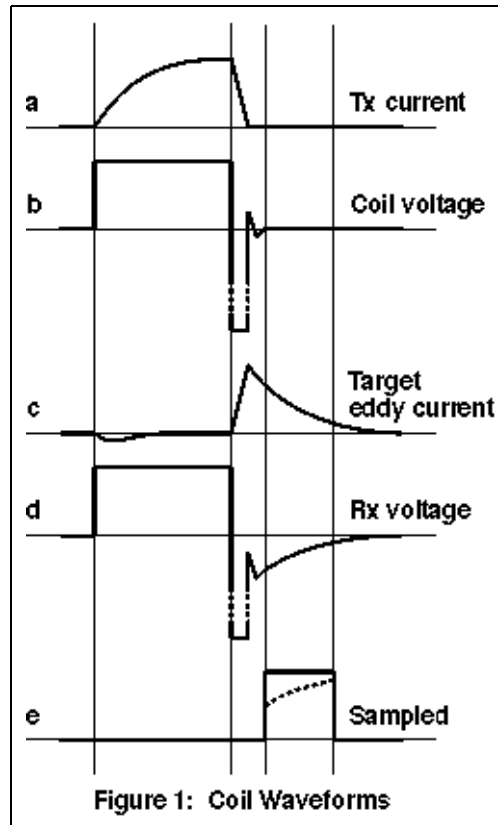 a Tx current
b Coil voltage
c Target eddy current
d Rx voltage
e Sampled
Figure 1: Coil Waveforms